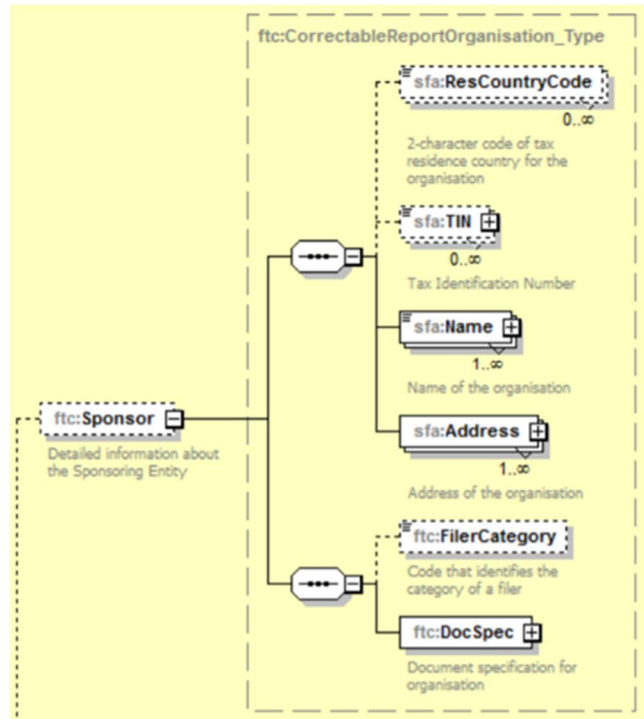 ftc:CorrectableReportOrganisation_Type
sfa:ResCountryCode
0..∞
2-character code of tax
residence country for the
organisation
sfa:TIN
0..∞
Tax Identification Number
sfa:Name
1..∞
Name of the organisation
ftc:Sponsor
Detailed information about
the Sponsoring Entity
sfa:Address
1..∞
Address of the organisation
ftc:FilerCategory
Code that identifies the
category of a filer
ftc:DocSpec
Document specification for
organisation